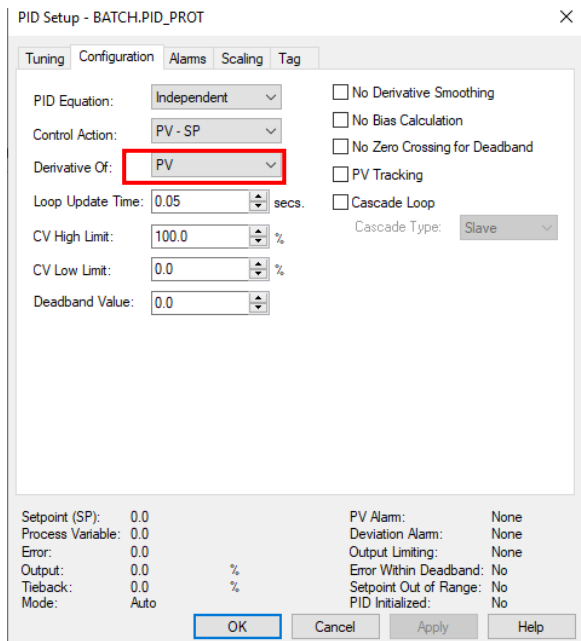 PID Setup - BATCH.PID_PROT
Tuning Configuration Alarms Scaling Tag
PID Equation: Independent
Control Action: PV - SP
Derivative Of: PV
Loop Update Time: 0.05 secs.
CV High Limit: 100.0 %
CV Low Limit: 0.0 %
Deadband Value: 0.0
No Derivative Smoothing
No Bias Calculation
No Zero Crossing for Deadband
PV Tracking
Cascade Loop
Cascade Type: Slave
Setpoint (SP): 0.0
Process Variable: 0.0
Error: 0.0
Output: 0.0 %
Tieback: 0.0 %
Mode: Auto
PV Alarm: None
Deviation Alarm: None
Output Limiting: None
Error Within Deadband: No
Setpoint Out of Range: No
PID Initialized: No
OK Cancel Apply Help